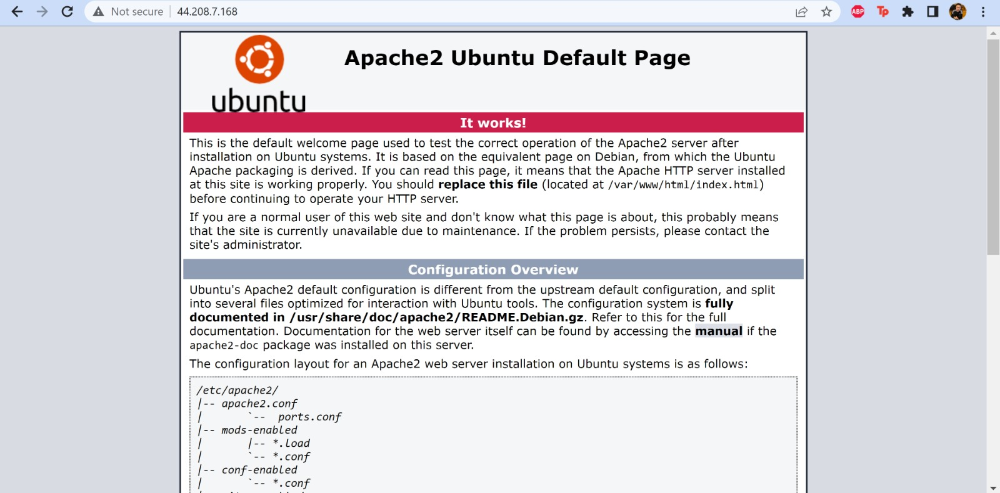 Not secure 44.208.7.168
ABP
Tp
ubuntu
Apache2 Ubuntu Default Page
It works!
This is the default welcome page used to test the correct operation of the Apache2 server after
installation on Ubuntu systems. It is based on the equivalent page on Debian, from which the Ubuntu
Apache packaging is derived. If you can read this page, it means that the Apache HTTP server installed
at this site is working properly. You should replace this file (located at /var/www/html/index.html)
before continuing to operate your HTTP server.
If you are a normal user of this web site and don't know what this page is about, this probably means
that the site is currently unavailable due to maintenance. If the problem persists, please contact the
site's administrator.
Configuration Overview
Ubuntu's Apache2 default configuration is different from the upstream default configuration, and split
into several files optimized for interaction with Ubuntu tools. The configuration system is fully
documented in /usr/share/doc/apache2/README.Debian.gz. Refer to this for the full
documentation. Documentation for the web server itself can be found by accessing the manual if the
apache2-doc package was installed on this server.
The configuration layout for an Apache2 web server installation on Ubuntu systems is as follows:
/etc/apache2/
|-- apache2.conf
|       `--  ports.conf
|-- mods-enabled
|       |-- *.load
|       `-- *.conf
|-- conf-enabled
|       `-- *.conf